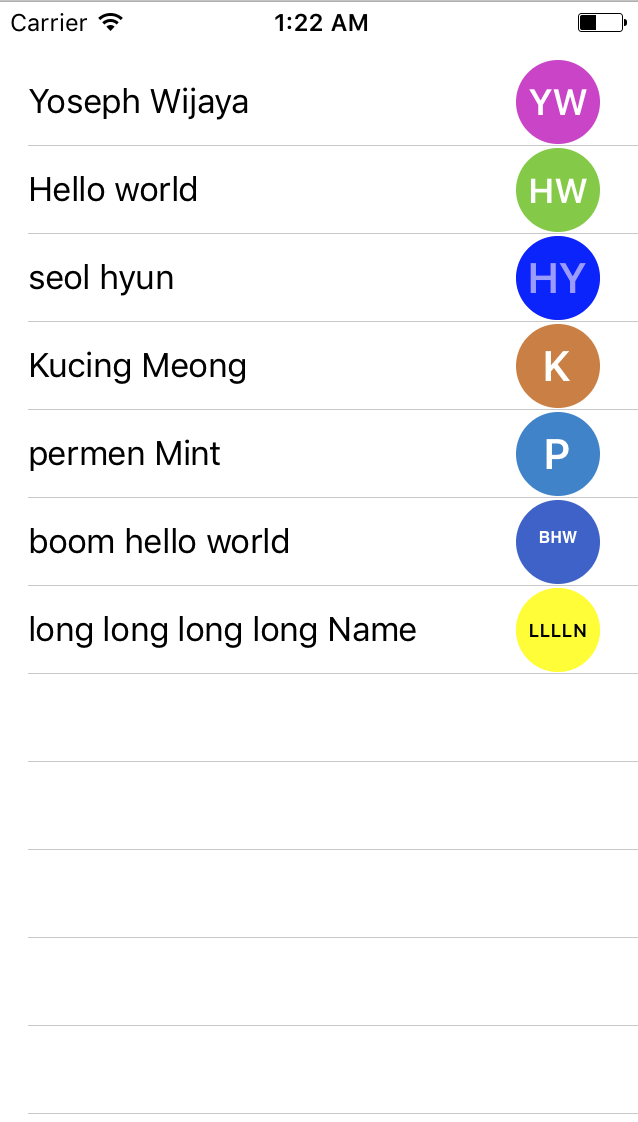 Carrier 1:22 AM
Yoseph Wijaya YW
Hello world HW
seol hyun HY
Kucing Meong K
permen Mint P
boom hello world BHW
long long long long Name LLLLN